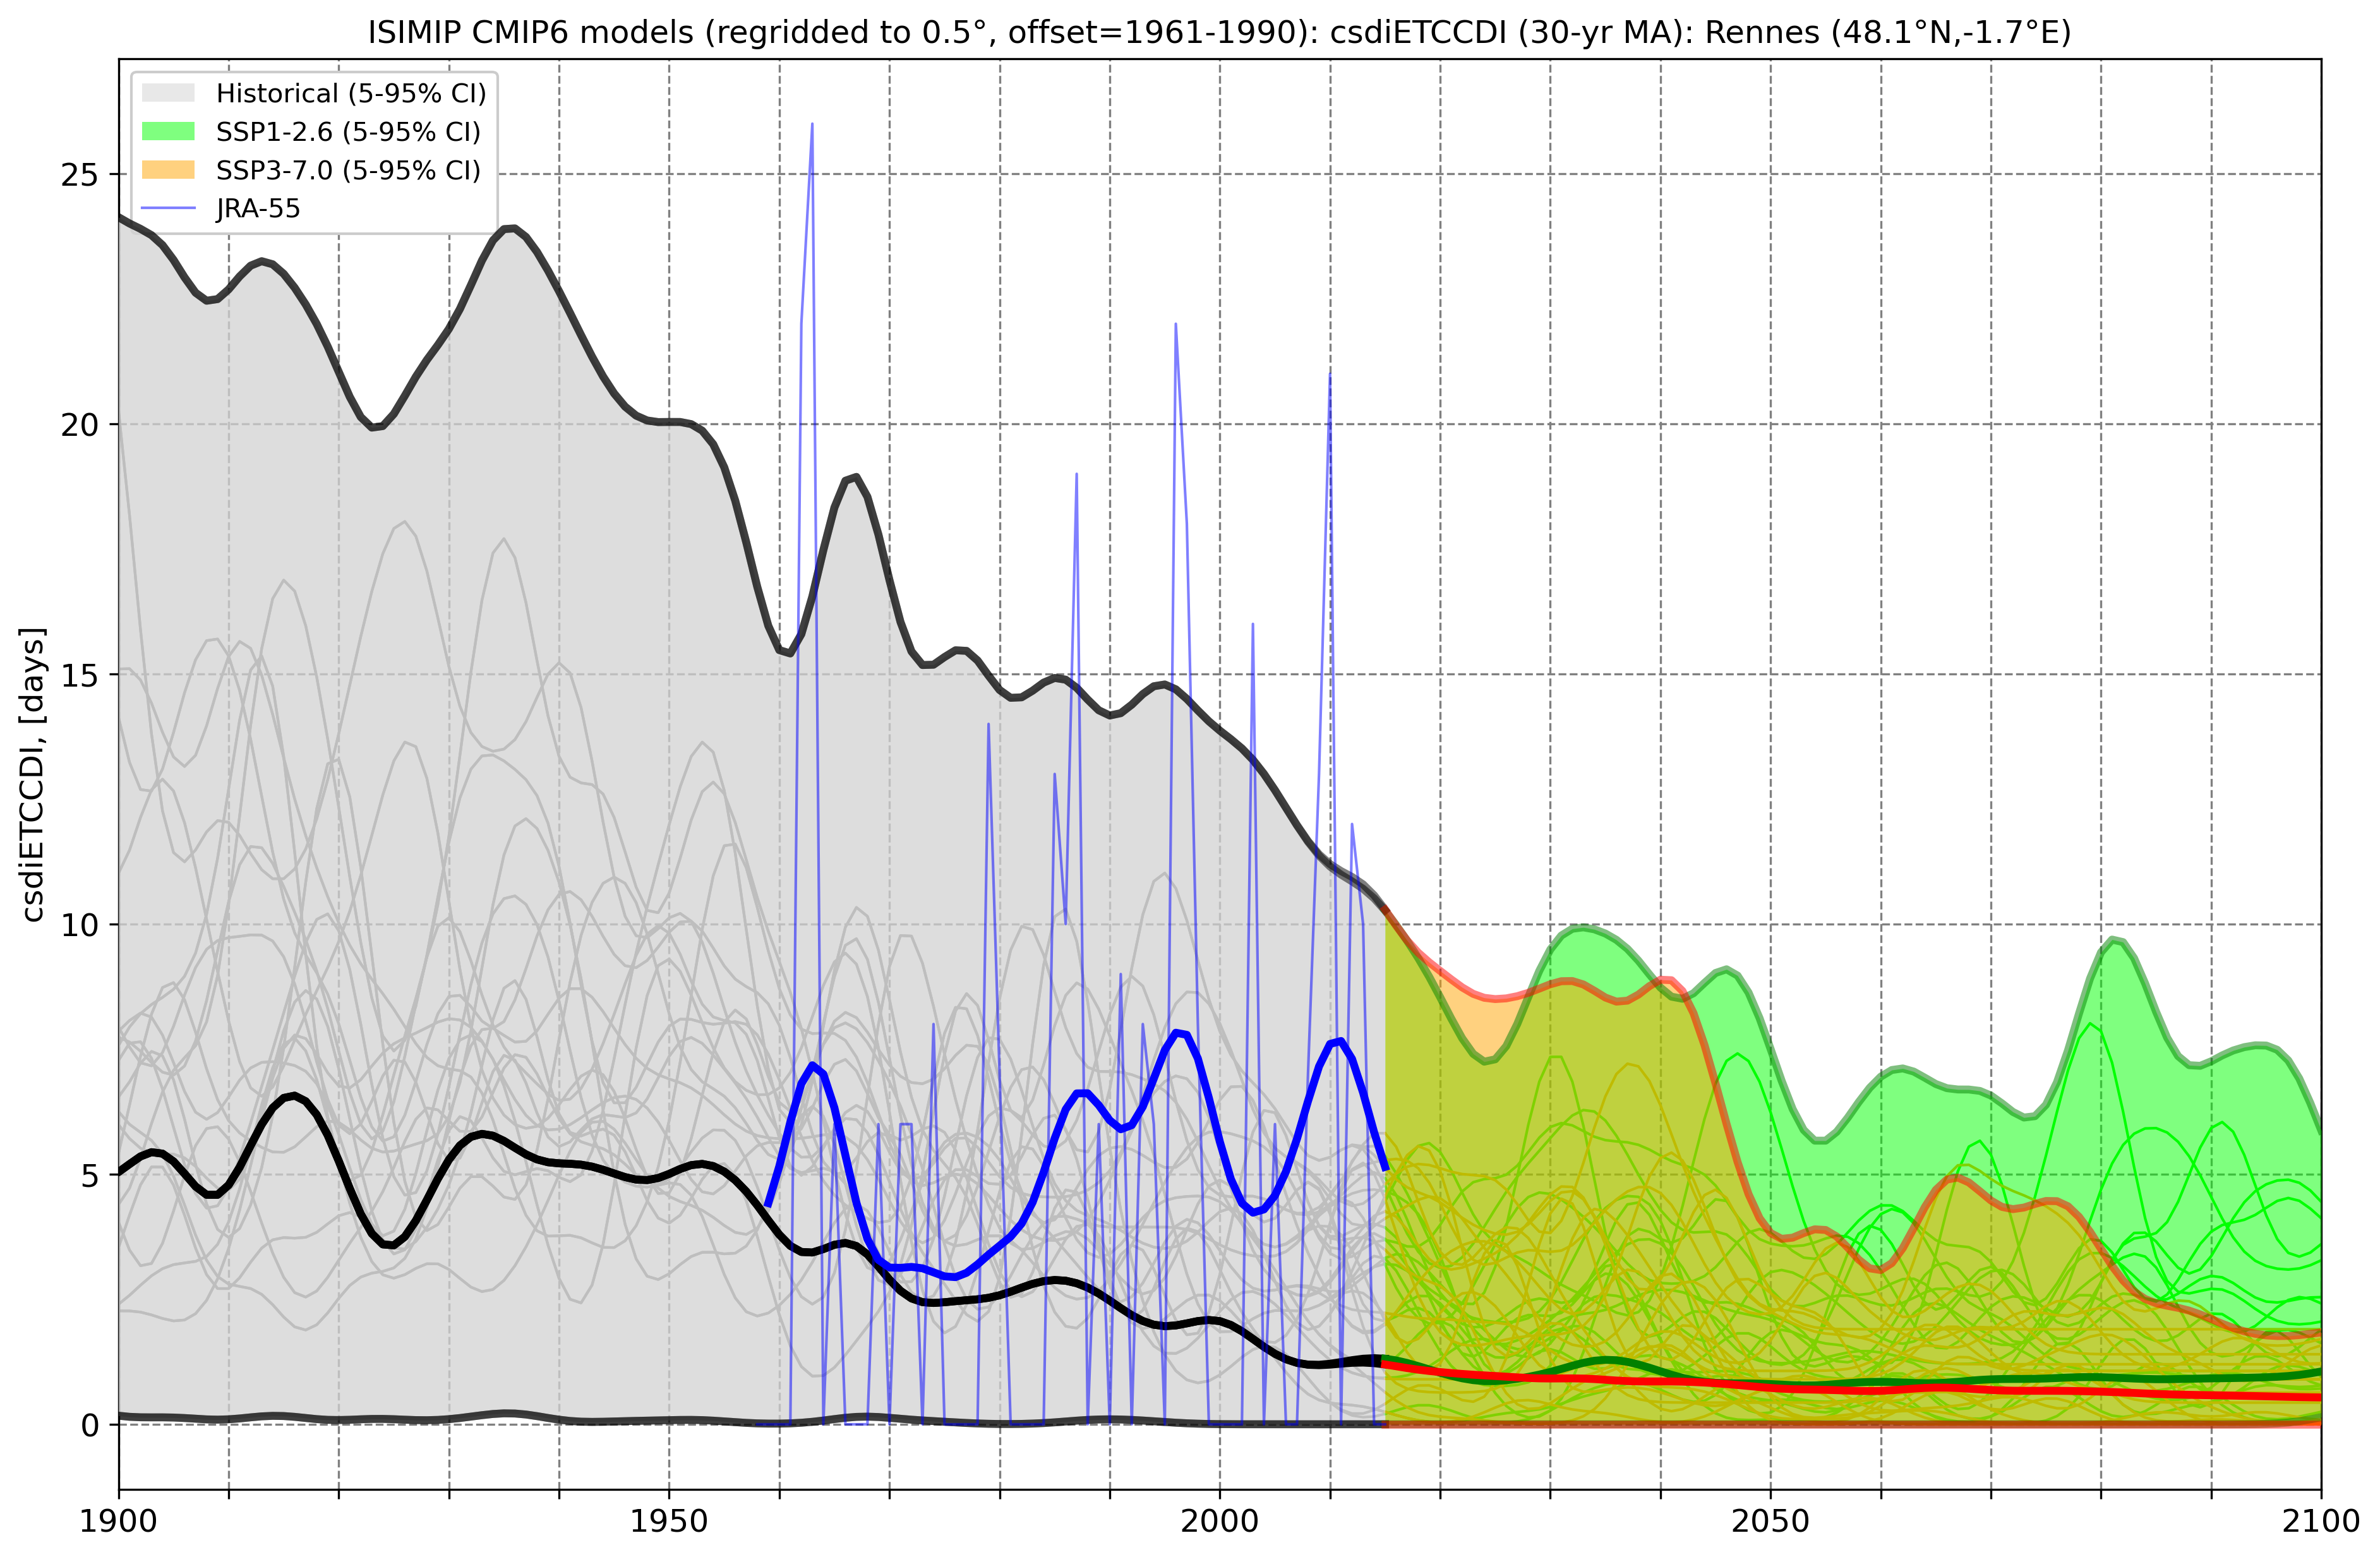 ISIMIP CMIP6 models (regridded to 0.5°, offset=1961-1990): csdiETCCDI (30-yr MA): Rennes (48.1°N,-1.7°E)
Historical (5-95% CI)
SSP1-2.6 (5-95% CI)
SSP3-7.0 (5-95% CI)
JRA-55
csdiETCCDI, [days]
25
20
15
10
5
0
1900
1950
2000
2050
2100